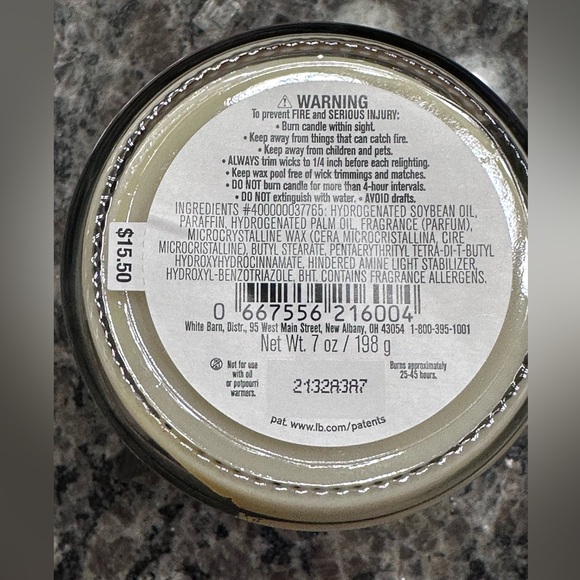 ⚠ WARNING
To prevent FIRE and SERIOUS INJURY:
• Burn candle within sight.
• Keep away from things that can catch fire.
• Keep away from children and pets.
• ALWAYS trim wicks to 1/4 inch before each relighting.
• Keep wax pool free of wick trimmings and matches.
• DO NOT burn candle for more than 4-hour intervals.
• DO NOT extinguish with water. • AVOID drafts.
INGREDIENTS #400000037765: HYDROGENATED SOYBEAN OIL,
PARAFFIN, HYDROGENATED PALM OIL, FRAGRANCE (PARFUM),
MICROCRYSTALLINE WAX (CERA MICROCRISTALLINA, CIRE
MICROCRISTALLINE), BUTYL STEARATE, PENTAERYTHRITYL TETRA-DI-T-BUTYL
HYDROXYHYDROCINNAMATE, HINDERED AMINE LIGHT STABILIZER,
HYDROXYL-BENZOTRIAZOLE, BHT. CONTAINS FRAGRANCE ALLERGENS.
$15.50
0 667556 216004
White Barn, Distr., 95 West Main Street, New Albany, OH 43054 1-800-395-1001
Net Wt. 7 oz / 198 g
Not for use
with oil
or potpourri
warmers.
Burns approximately
25-45 hours.
2132A3A7
pat. www.lb.com/patents